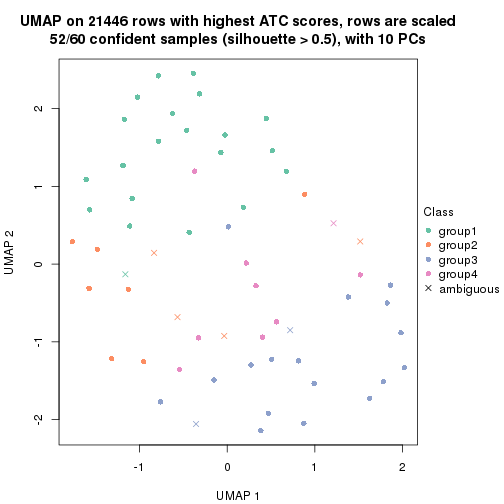 UMAP on 21446 rows with highest ATC scores, rows are scaled
52/60 confident samples (silhouette > 0.5), with 10 PCs
2
1
0
-1
-2
UMAP 2
-1
0
1
2
UMAP 1
Class
group1
group2
group3
group4
ambiguous